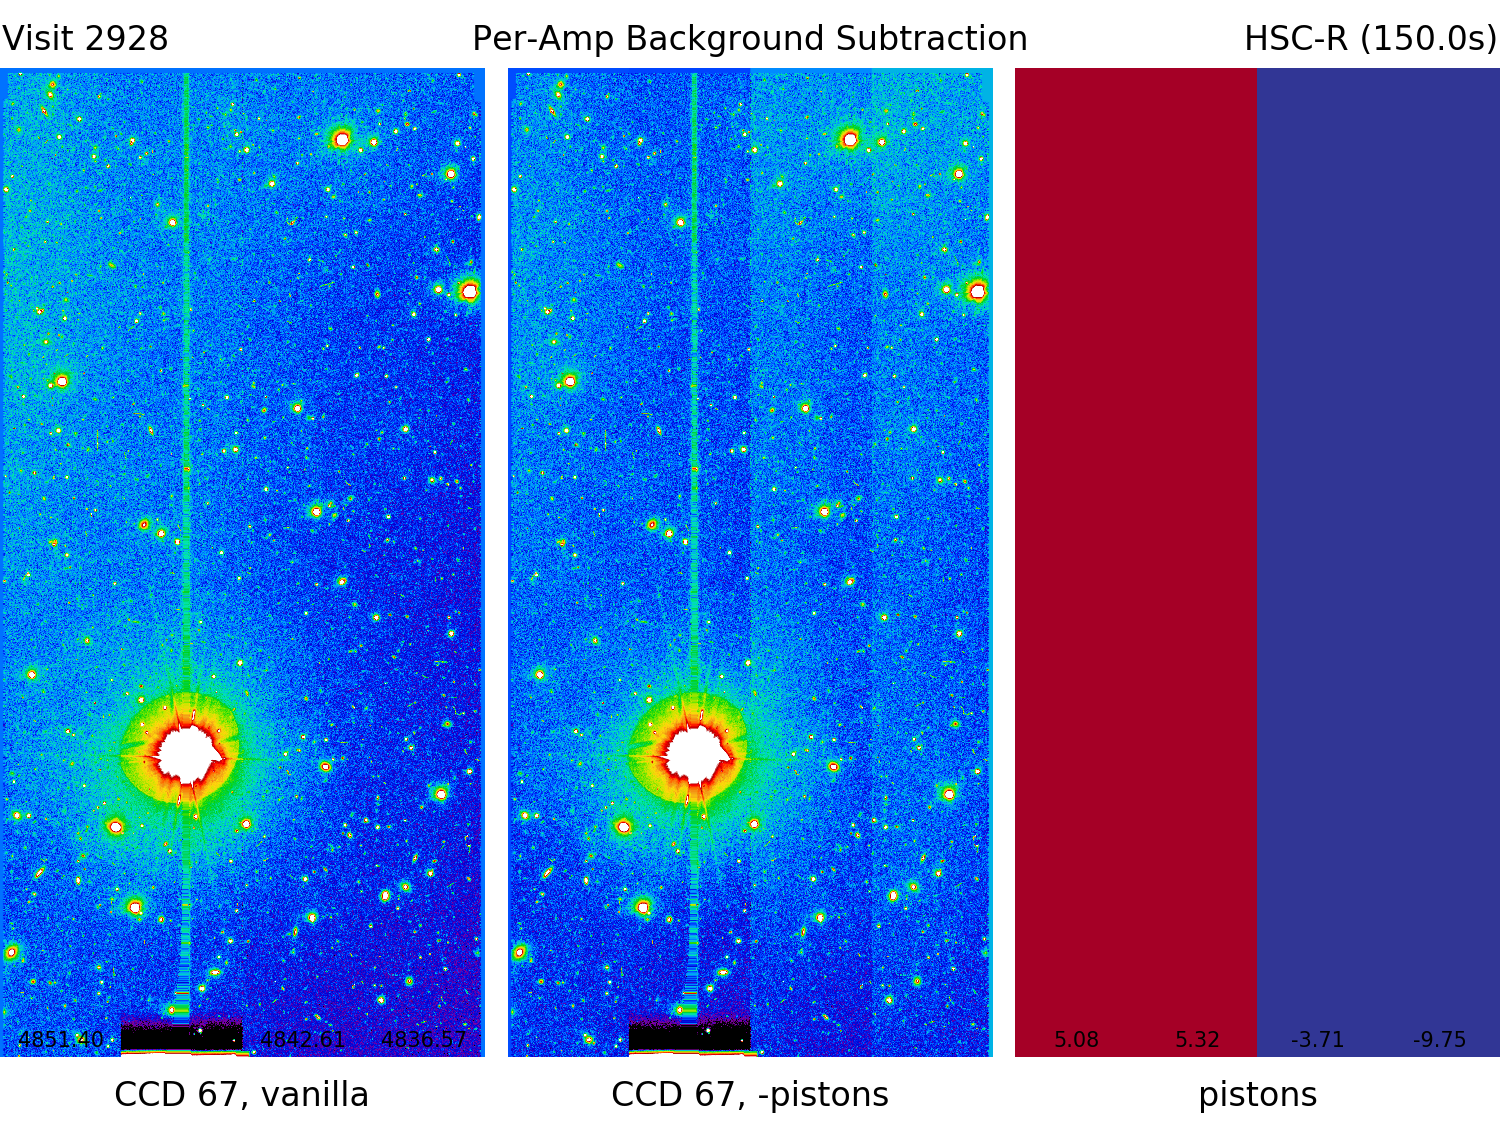 Visit 2928 Per-Amp Background Subtraction HSC-R (150.0s)
4851.40 4842.61 4836.57 5.08 5.32 -3.71 -9.75
CCD 67, vanilla CCD 67, -pistons pistons